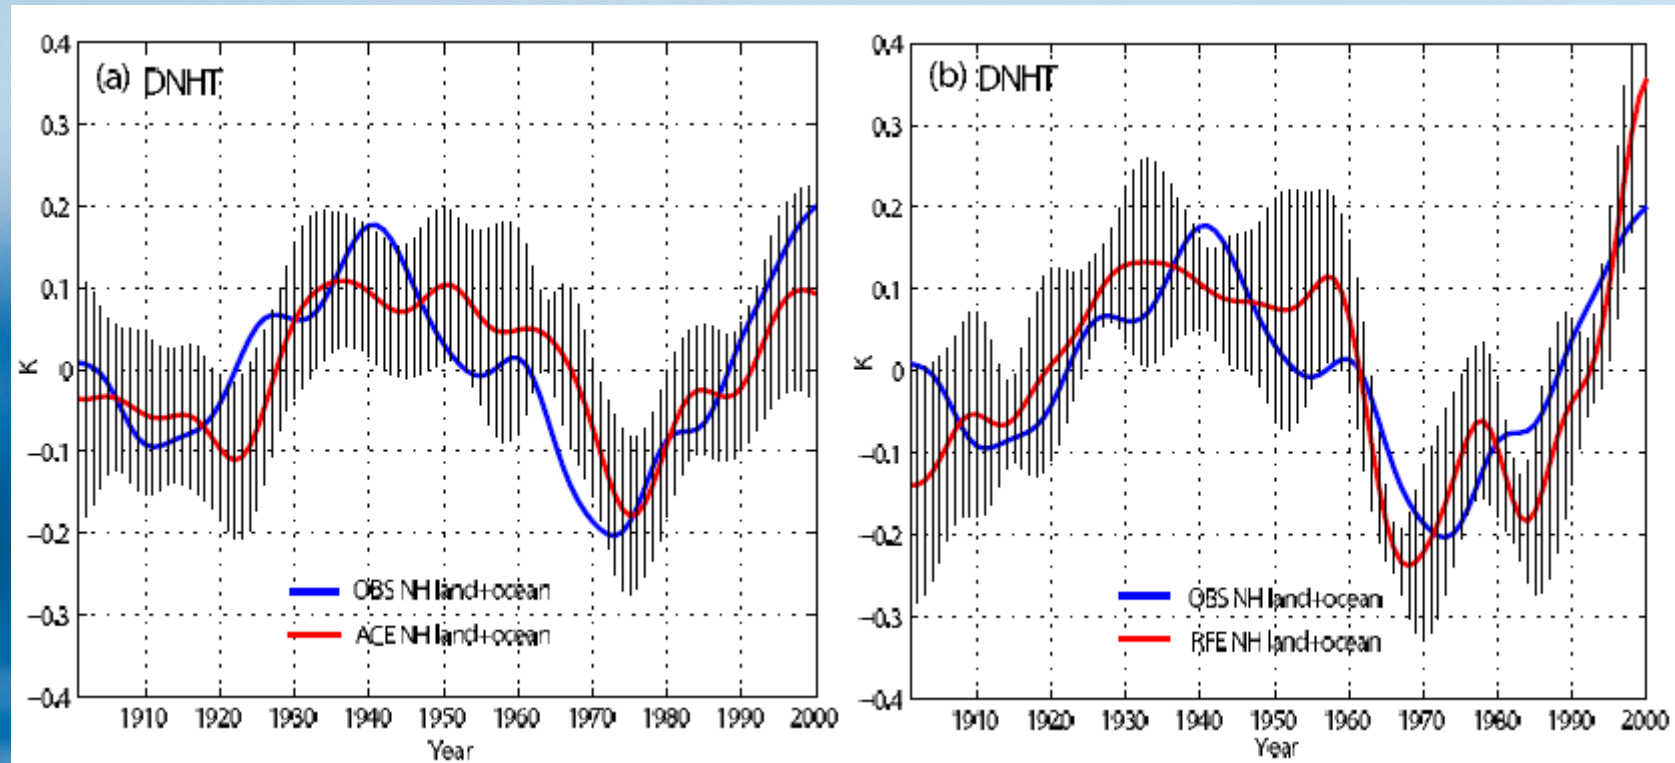 (a) DNHT
0.4
0.3
0.2
0.1
0
−0.1
−0.2
−0.3
−0.4
K
OBS NH land+ocean
ACE NH land+ocean
1910 1920 1930 1940 1950 1960 1970 1980 1990 2000
Year
(b) DNHT
0.4
0.3
0.2
0.1
0
−0.1
−0.2
−0.3
−0.4
K
OBS NH land+ocean
RFE NH land+ocean
1910 1920 1930 1940 1950 1960 1970 1980 1990 2000
Year